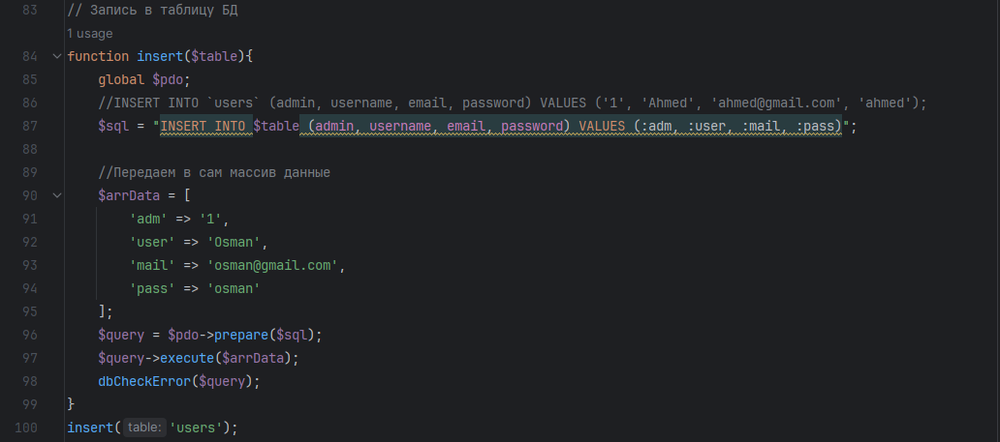 83 // Запись в таблицу БД
1 usage
84 function insert($table){
85 global $pdo;
86 //INSERT INTO `users` (admin, username, email, password) VALUES ('1', 'Ahmed', 'ahmed@gmail.com', 'ahmed');
87 $sql = "INSERT INTO $table (admin, username, email, password) VALUES (:adm, :user, :mail, :pass)";
88
89 //Передаем в сам массив данные
90 $arrData = [
91 'adm' => '1',
92 'user' => 'Osman',
93 'mail' => 'osman@gmail.com',
94 'pass' => 'osman'
95 ];
96 $query = $pdo->prepare($sql);
97 $query->execute($arrData);
98 dbCheckError($query);
99 }
100 insert( table: 'users');